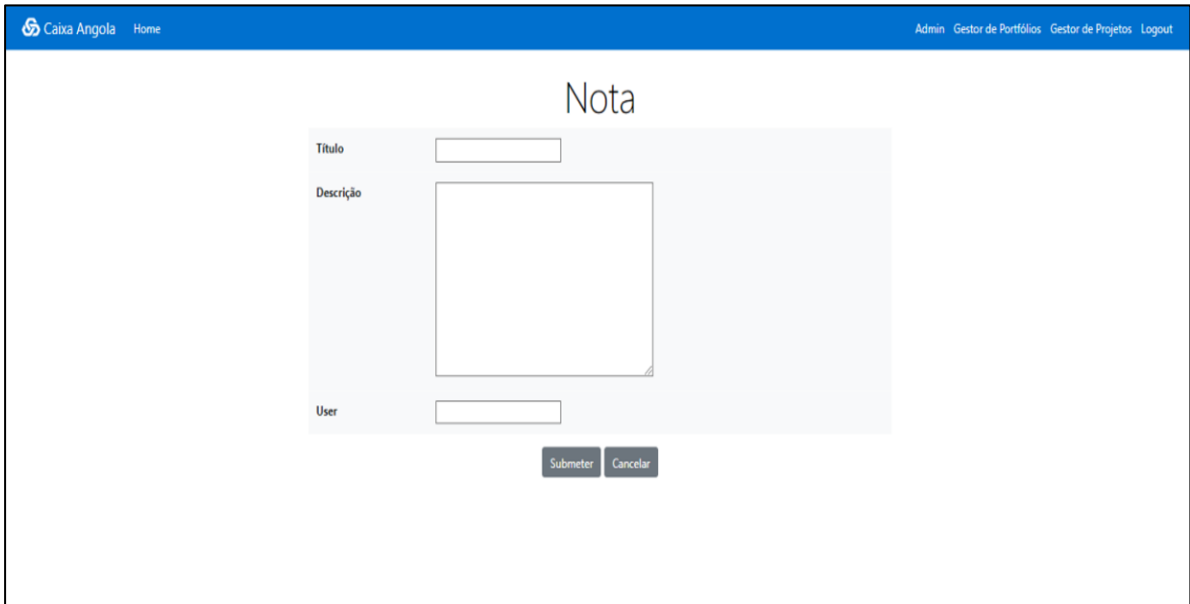 Caixa Angola Home Admin Gestor de Portfólios Gestor de Projetos Logout
Nota
Título
Descrição
User
Submeter Cancelar